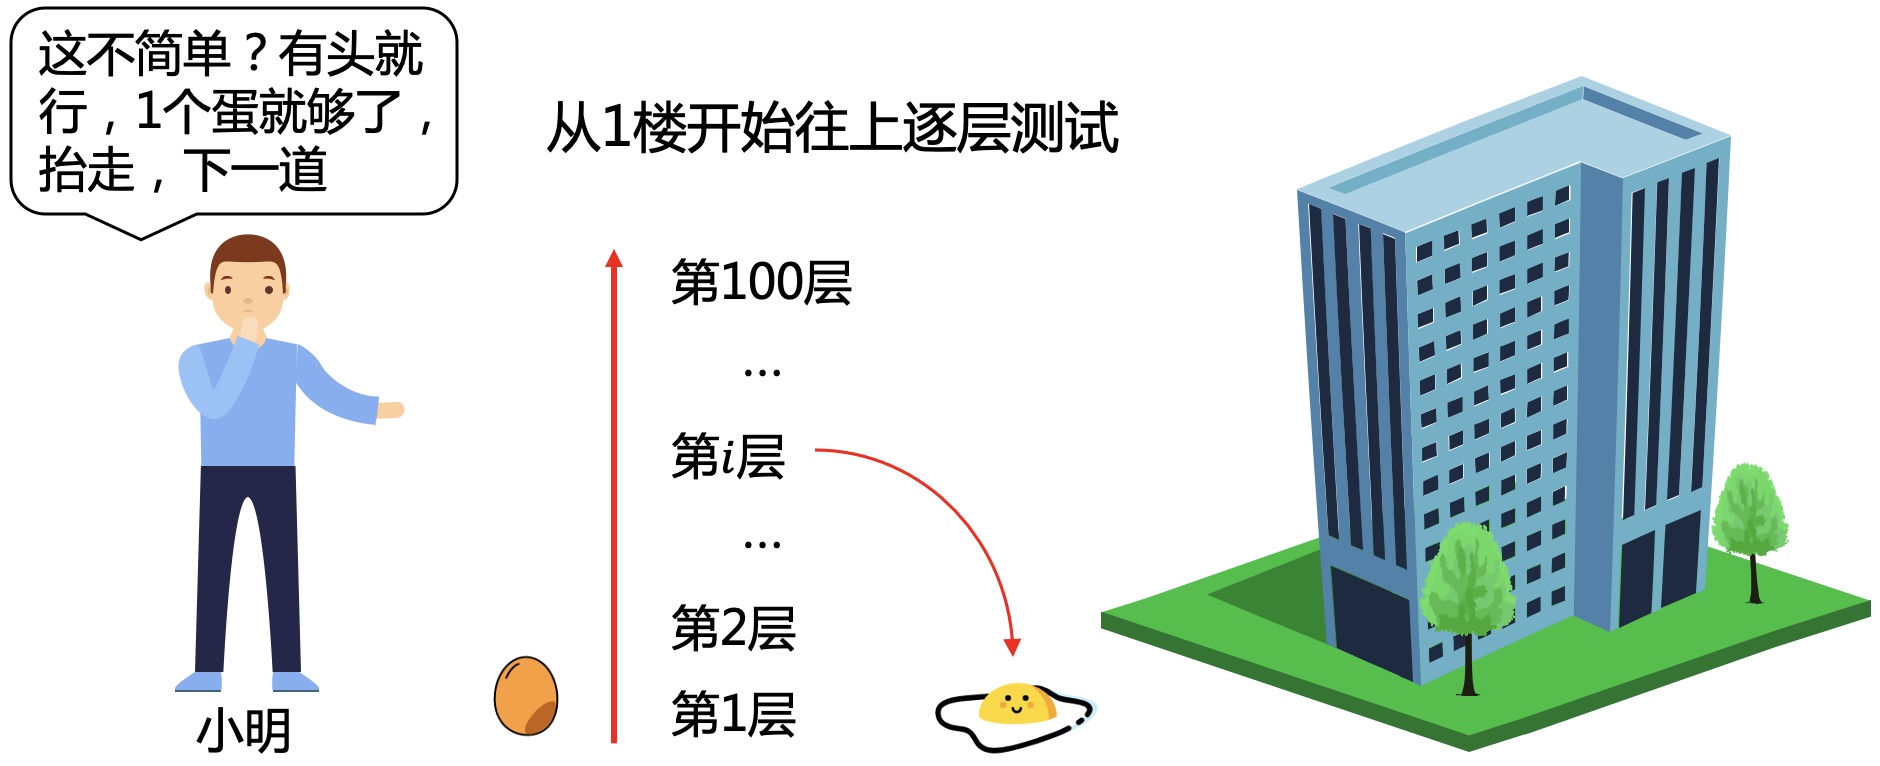 这不简单？有头就
行，1个蛋就够了，
抬走，下一道
从1楼开始往上逐层测试
第100层
...
第i层
...
第2层
第1层
小明